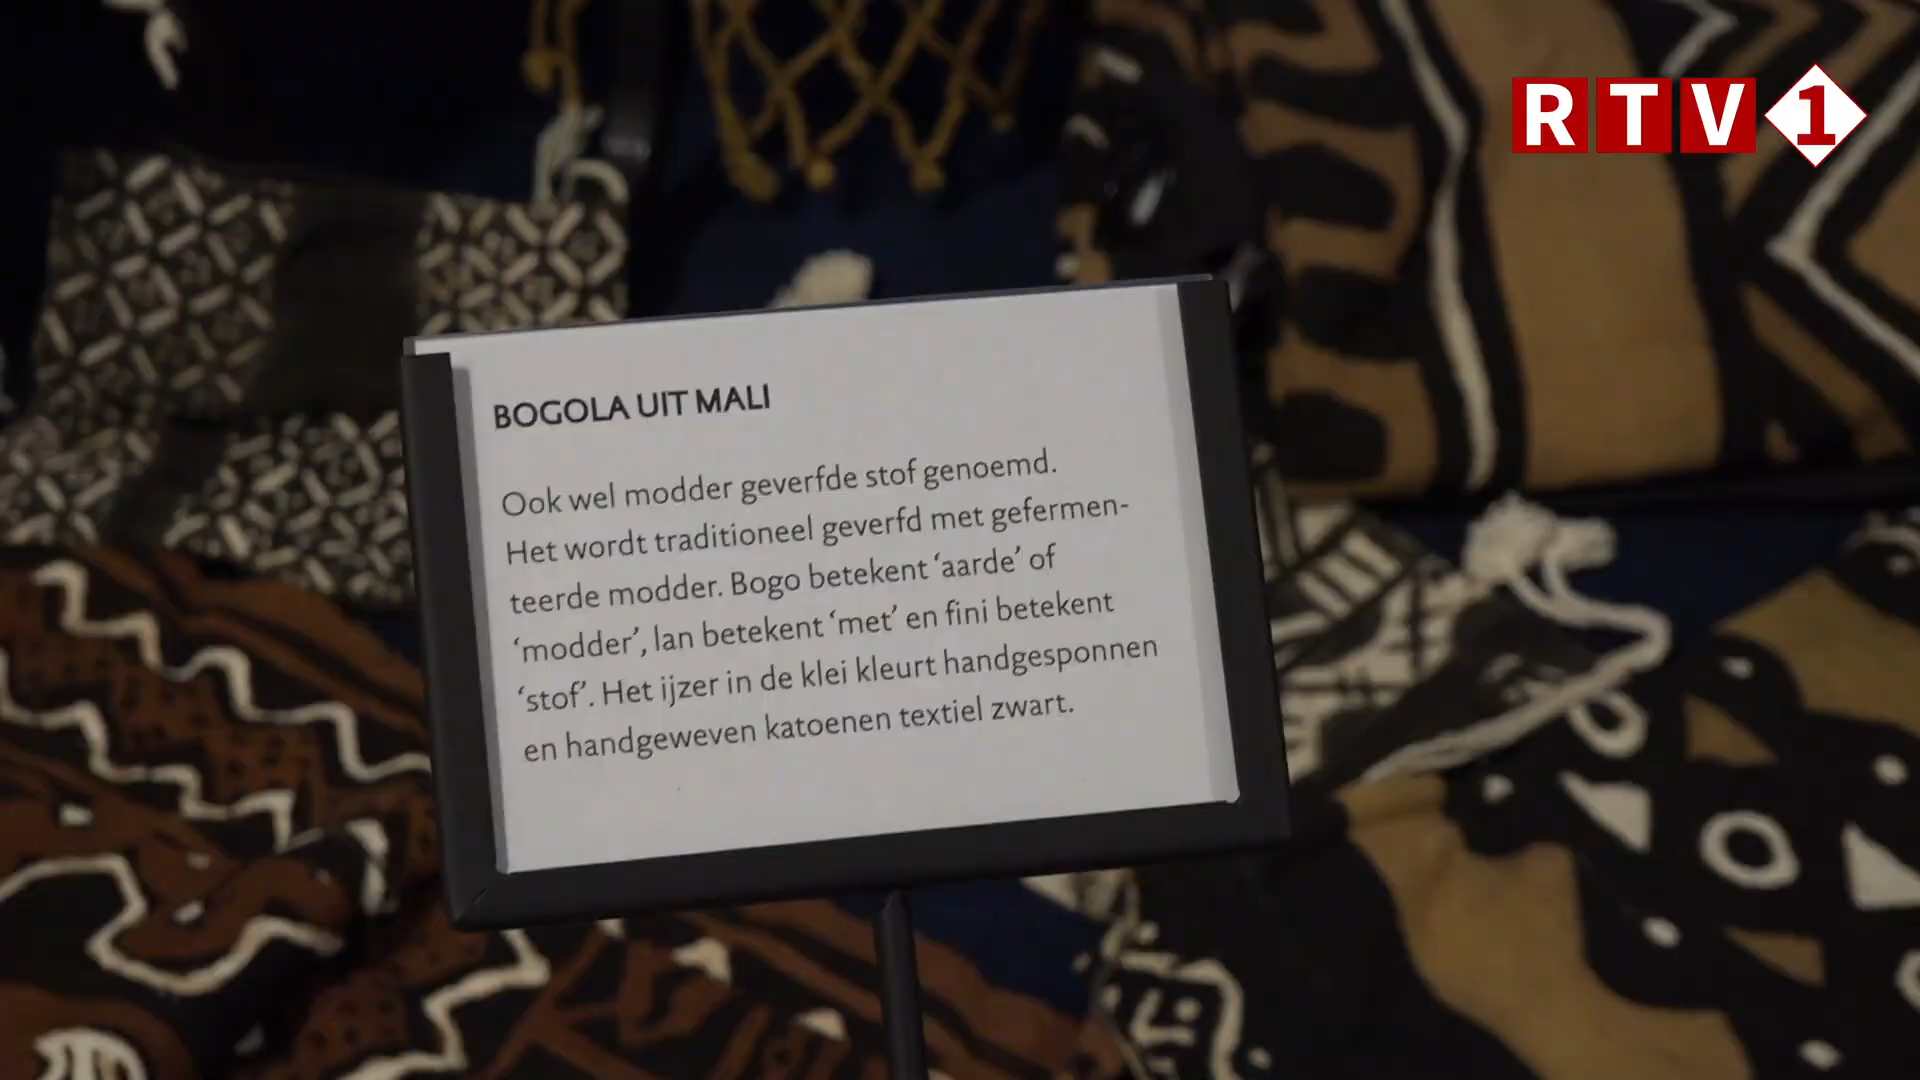 RTV1
BOGOLA UIT MALI
Ook wel modder geverfde stof genoemd.
Het wordt traditioneel geverfd met gefermen-
teerde modder. Bogo betekent ‘aarde’ of
‘modder’, lan betekent ‘met’ en fini betekent
‘stof’. Het ijzer in de klei kleurt handgesponnen
en handgeweven katoenen textiel zwart.